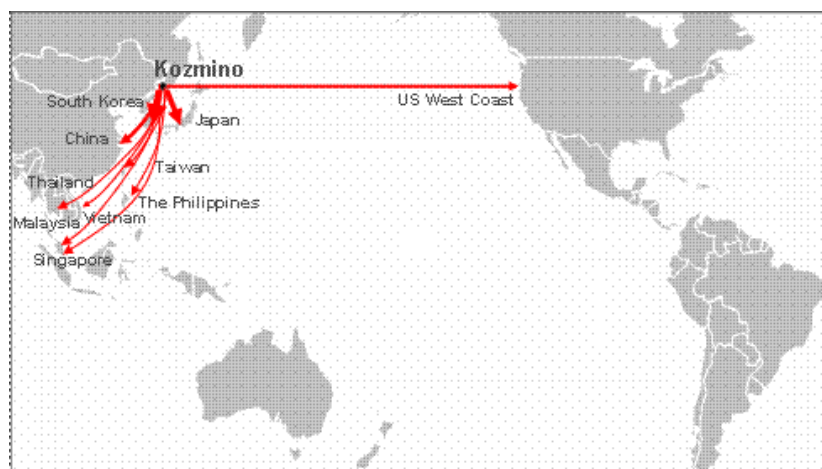 Kozmino
South Korea
US West Coast
Japan
China
Taiwan
Thailand
The Philippines
Malaysia
Vietnam
Singapore